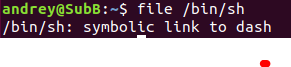 andrey@SubB:~$ file /bin/sh
/bin/sh: symbolic link to dash